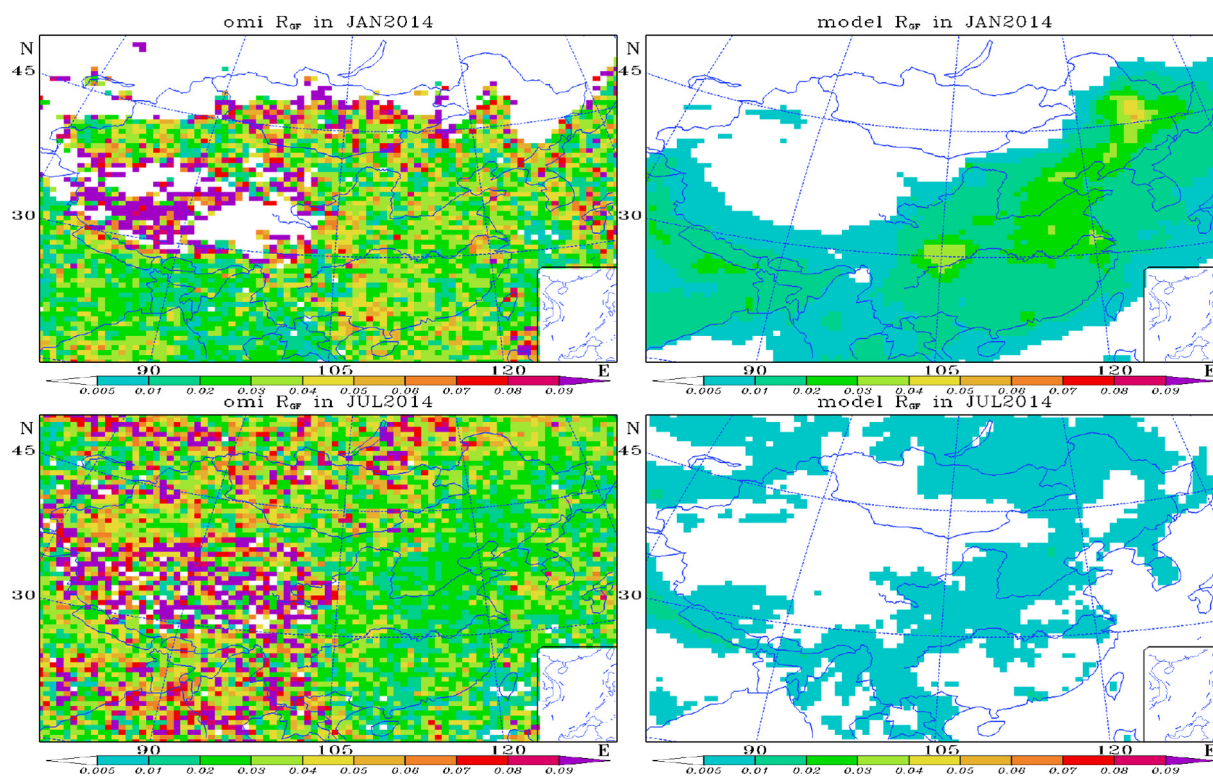 omi R_GF in JAN2014
N
45
30
90 105 120 E
0.005 0.01 0.02 0.03 0.04 0.05 0.06 0.07 0.08 0.09
model R_GF in JAN2014
N
45
30
90 105 120 E
0.005 0.01 0.02 0.03 0.04 0.05 0.06 0.07 0.08 0.09
omi R_GF in JUL2014
N
45
30
90 105 120 E
0.005 0.01 0.02 0.03 0.04 0.05 0.06 0.07 0.08 0.09
model R_GF in JUL2014
N
45
30
90 105 120 E
0.005 0.01 0.02 0.03 0.04 0.05 0.06 0.07 0.08 0.09